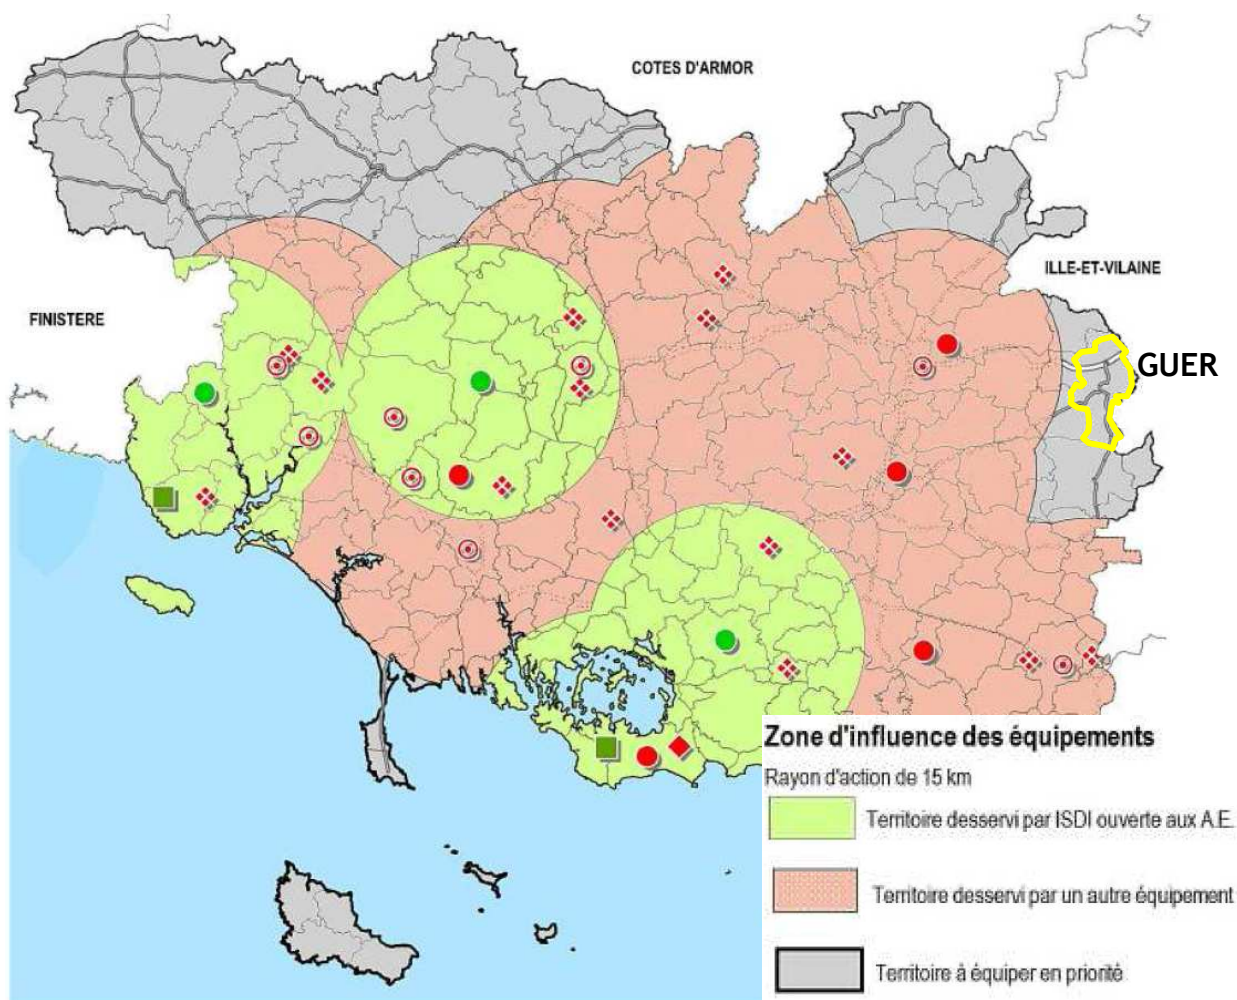 COTES D'ARMOR
ILLE-ET-VILAINE
FINISTERE
GUER
Zone d'influence des équipements
Rayon d'action de 15 km
Territoire desservi par ISDI ouverte aux A.E.
Territoire desservi par un autre équipement
Territoire à équiper en priorité